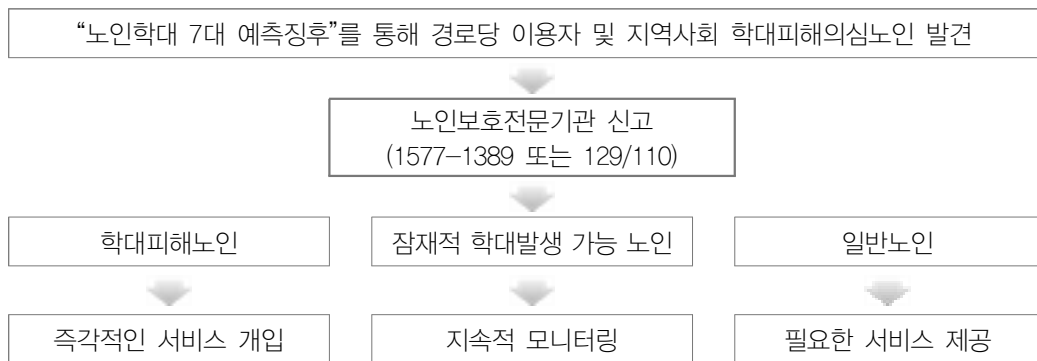 “노인학대 7대 예측징후”를 통해 경로당 이용자 및 지역사회 학대피해의심노인 발견
노인보호전문기관 신고
(1577-1389 또는 129/110)
학대피해노인
잠재적 학대발생 가능 노인
일반노인
즉각적인 서비스 개입
지속적 모니터링
필요한 서비스 제공